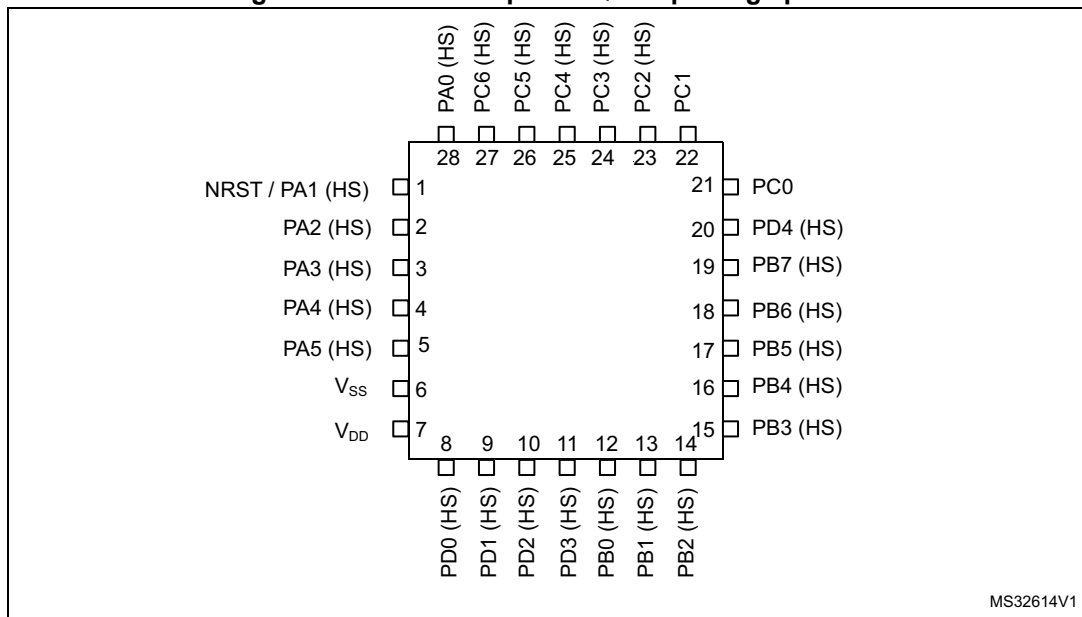 PA0 (HS)
PC6 (HS)
PC5 (HS)
PC4 (HS)
PC3 (HS)
PC2 (HS)
PC1
28 27 26 25 24 23 22
NRST / PA1 (HS) 1
PA2 (HS) 2
PA3 (HS) 3
PA4 (HS) 4
PA5 (HS) 5
VSS 6
VDD 7
21 PC0
20 PD4 (HS)
19 PB7 (HS)
18 PB6 (HS)
17 PB5 (HS)
16 PB4 (HS)
15 PB3 (HS)
8 9 10 11 12 13 14
PD0 (HS)
PD1 (HS)
PD2 (HS)
PD3 (HS)
PB0 (HS)
PB1 (HS)
PB2 (HS)
MS32614V1